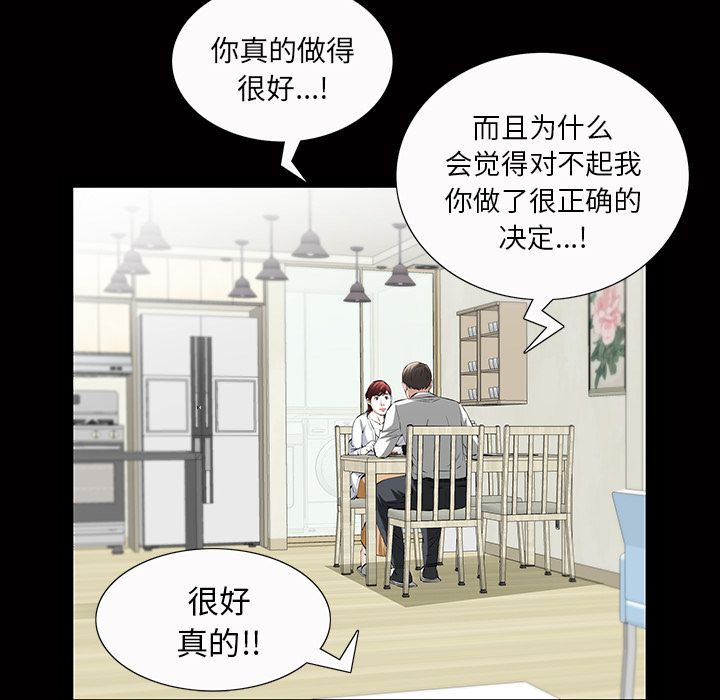 你真的做得
很好...!
而且为什么
会觉得对不起我
你做了很正确的
决定...!
很好
真的!!